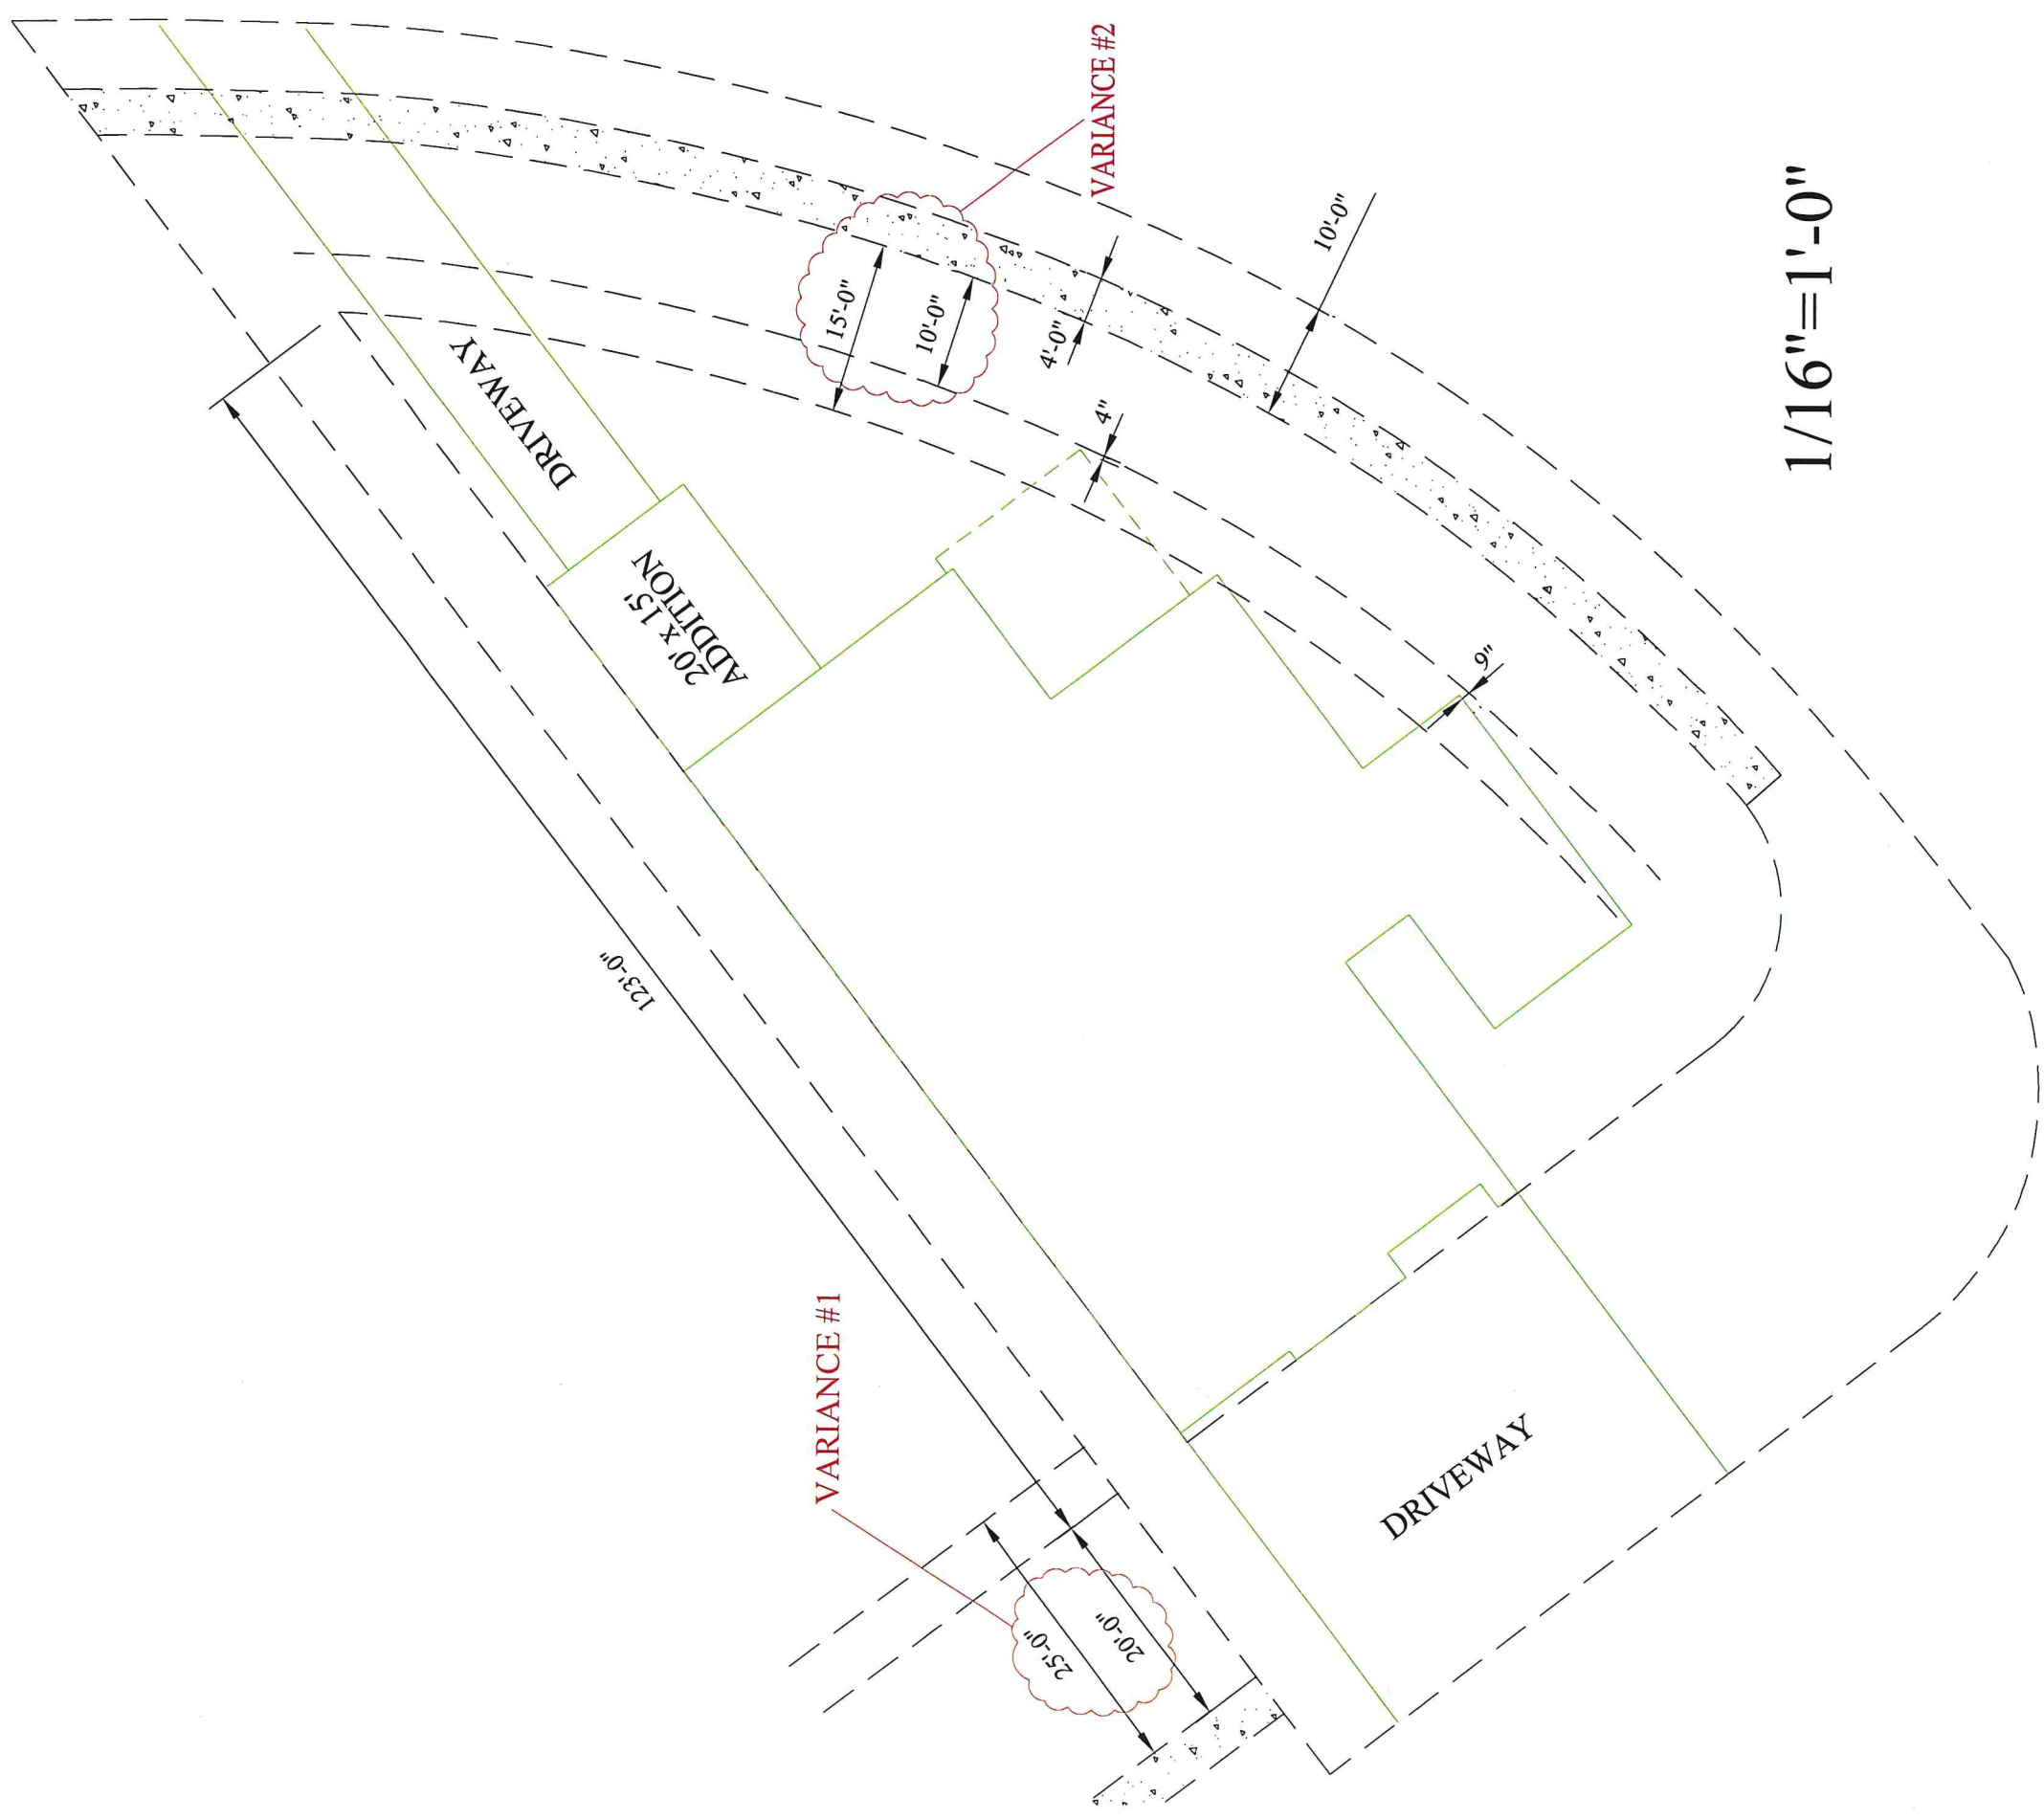 VARIANCE #2
10'-0"
1/16"=1'-0"
15'-0"
10'-0"
4'-0"
DRIVEWAY
4"
20' x 15'
ADDITION
9"
123'-0"
VARIANCE #1
DRIVEWAY
25'-0"
20'-0"